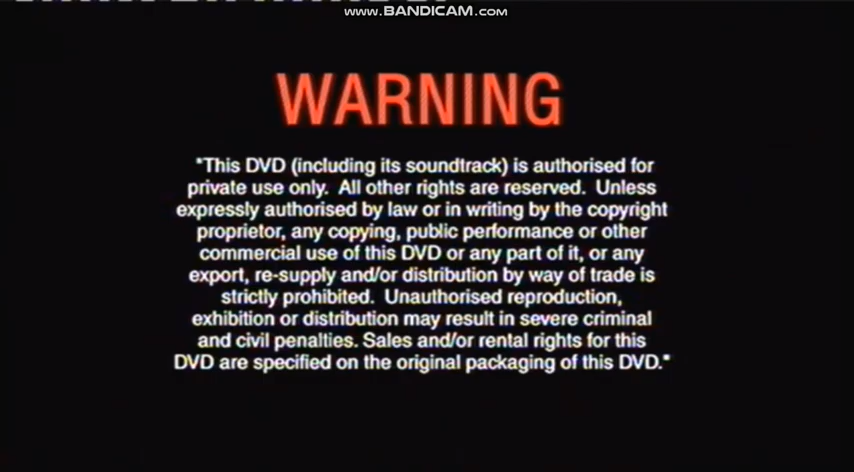 WWW.BANDICAM.COM
WARNING
"This DVD (including its soundtrack) is authorised for
private use only. All other rights are reserved. Unless
expressly authorised by law or in writing by the copyright
proprietor, any copying, public performance or other
commercial use of this DVD or any part of it, or any
export, re-supply and/or distribution by way of trade is
strictly prohibited. Unauthorised reproduction,
exhibition or distribution may result in severe criminal
and civil penalties. Sales and/or rental rights for this
DVD are specified on the original packaging of this DVD."